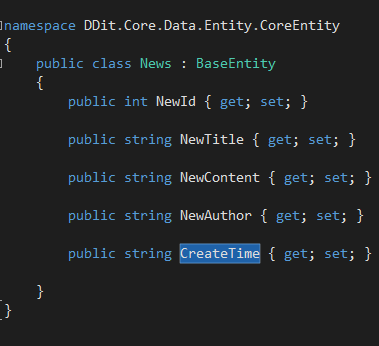 namespace DDit.Core.Data.Entity.CoreEntity
{
public class News : BaseEntity
{
public int NewId { get; set; }
public string NewTitle { get; set; }
public string NewContent { get; set; }
public string NewAuthor { get; set; }
public string CreateTime { get; set; }
}
}